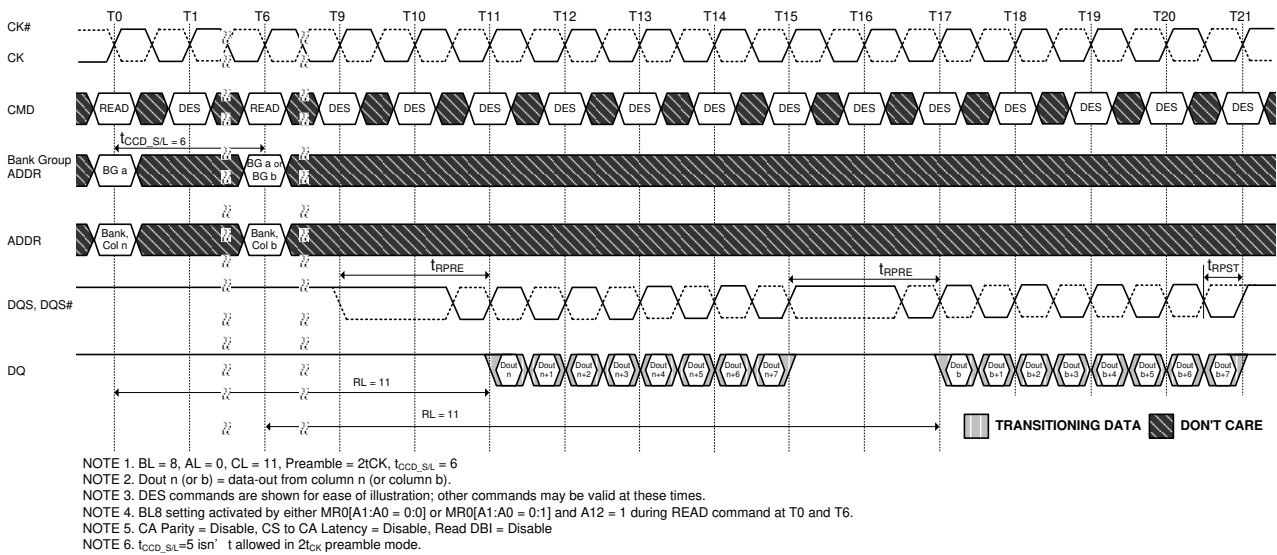 T0 T1 T6 T9 T10 T11 T12 T13 T14 T15 T16 T17 T18 T19 T20 T21
CK#
CK
CMD READ DES READ DES DES DES DES DES DES DES DES DES DES DES DES DES
tCCD_S/L = 6
Bank Group
ADDR
BG a
BG a or
BG b
ADDR
Bank,
Col n
Bank,
Col b
tRPRE tRPRE tRPST
DQS, DQS#
DQ
Dout n Dout n+1 Dout n+2 Dout n+3 Dout n+4 Dout n+5 Dout n+6 Dout n+7 Dout b Dout b+1 Dout b+2 Dout b+3 Dout b+4 Dout b+5 Dout b+6 Dout b+7
RL = 11
RL = 11
TRANSITIONING DATA DON'T CARE
NOTE 1. BL = 8, AL = 0, CL = 11, Preamble = 2tCK, tCCD_S/L = 6
NOTE 2. Dout n (or b) = data-out from column n (or column b).
NOTE 3. DES commands are shown for ease of illustration; other commands may be valid at these times.
NOTE 4. BL8 setting activated by either MR0[A1:A0 = 0:0] or MR0[A1:A0 = 0:1] and A12 = 1 during READ command at T0 and T6.
NOTE 5. CA Parity = Disable, CS to CA Latency = Disable, Read DBI = Disable
NOTE 6. tCCD_S/L=5 isn' t allowed in 2tCK preamble mode.